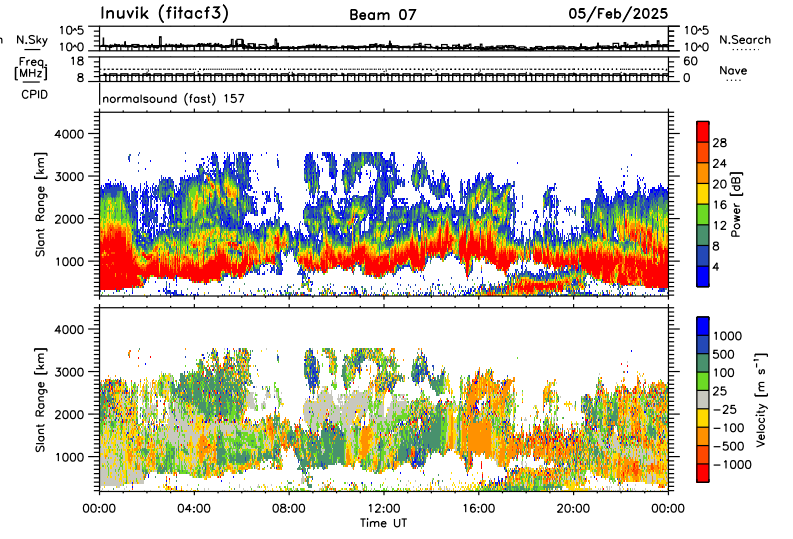 Inuvik (fitacf3) Beam 07 05/Feb/2025
n N.Sky 10^5 10^5 N.Search
10^0 10^0
Freq. [MHz] 18 60 Nave
8 0
CPID normalsound (fast) 157
Slant Range [km]
4000
3000
2000
1000
28
24
20
16
12
8
4
Power [dB]
Slant Range [km]
4000
3000
2000
1000
1000
500
100
25
-25
-100
-500
-1000
Velocity [m s⁻¹]
00:00 04:00 08:00 12:00 16:00 20:00 00:00
Time UT